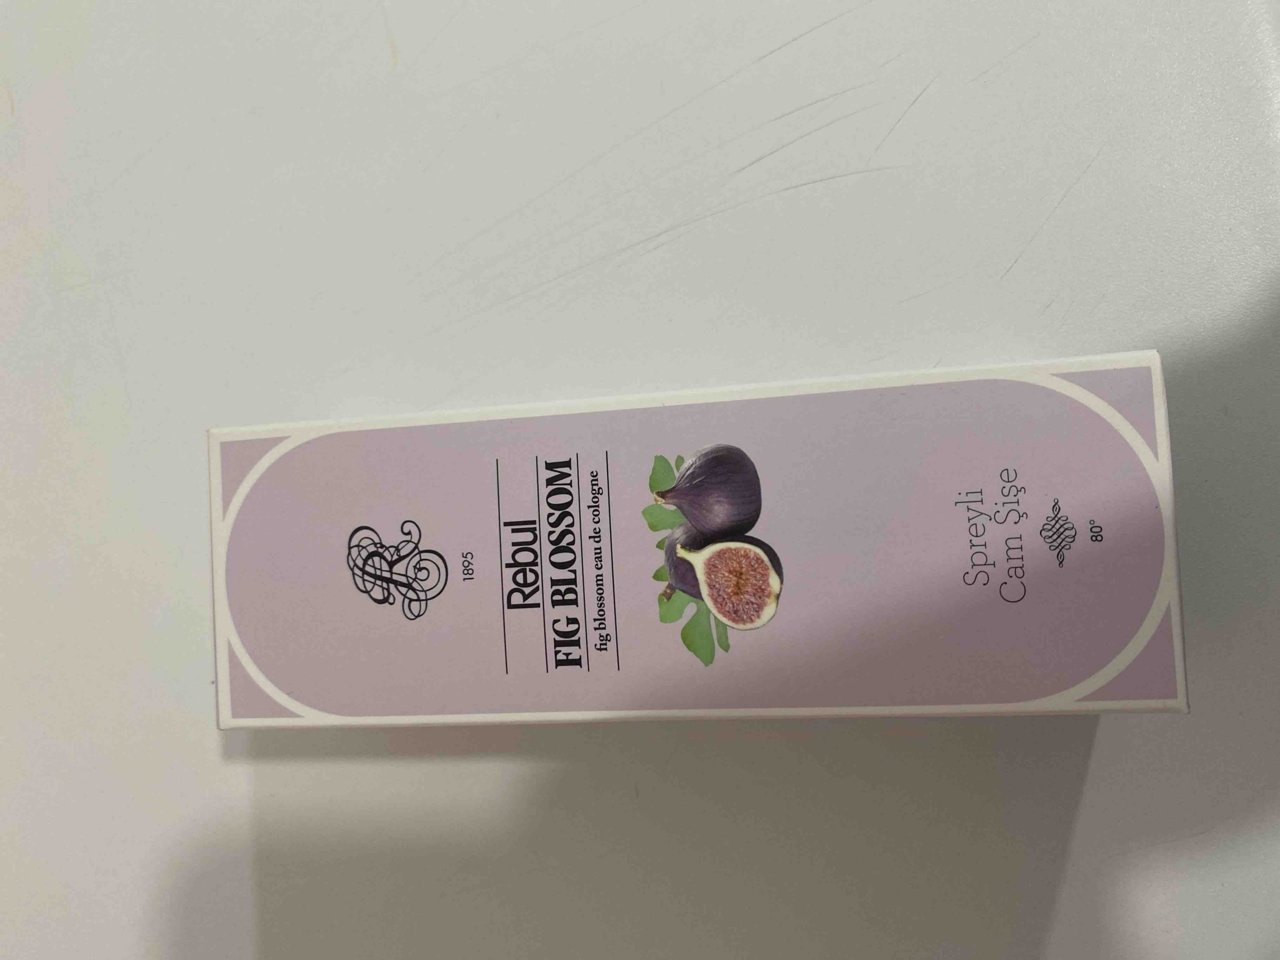 R
1895
Rebul
FIG BLOSSOM
fig blossom eau de cologne
Spreyli
Cam Şişe
80°